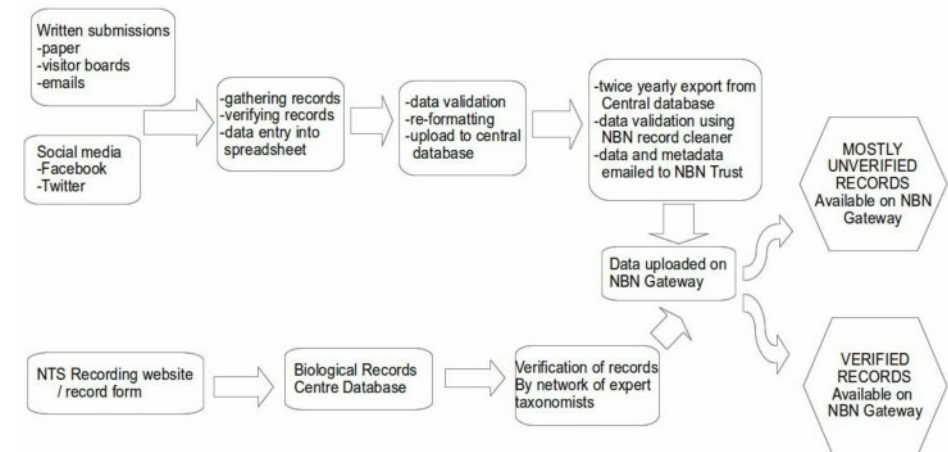 Written submissions
-paper
-visitor boards
-emails
Social media
-Facebook
-Twitter
-gathering records
-verifying records
-data entry into
spreadsheet
-data validation
-re-formatting
-upload to central
database
-twice yearly export from
Central database
-data validation using
NBN record cleaner
-data and metadata
emailed to NBN Trust
Data uploaded on
NBN Gateway
MOSTLY
UNVERIFIED
RECORDS
Available on NBN
Gateway
NTS Recording website
/ record form
Biological Records
Centre Database
Verification of records
By network of expert
taxonomists
VERIFIED
RECORDS
Available on
NBN Gateway